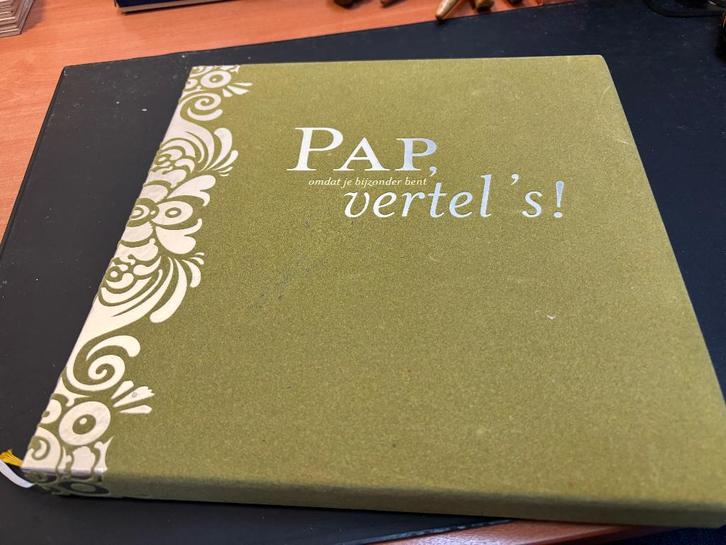 PAP,
omdat je bijzonder bent
vertel 's!